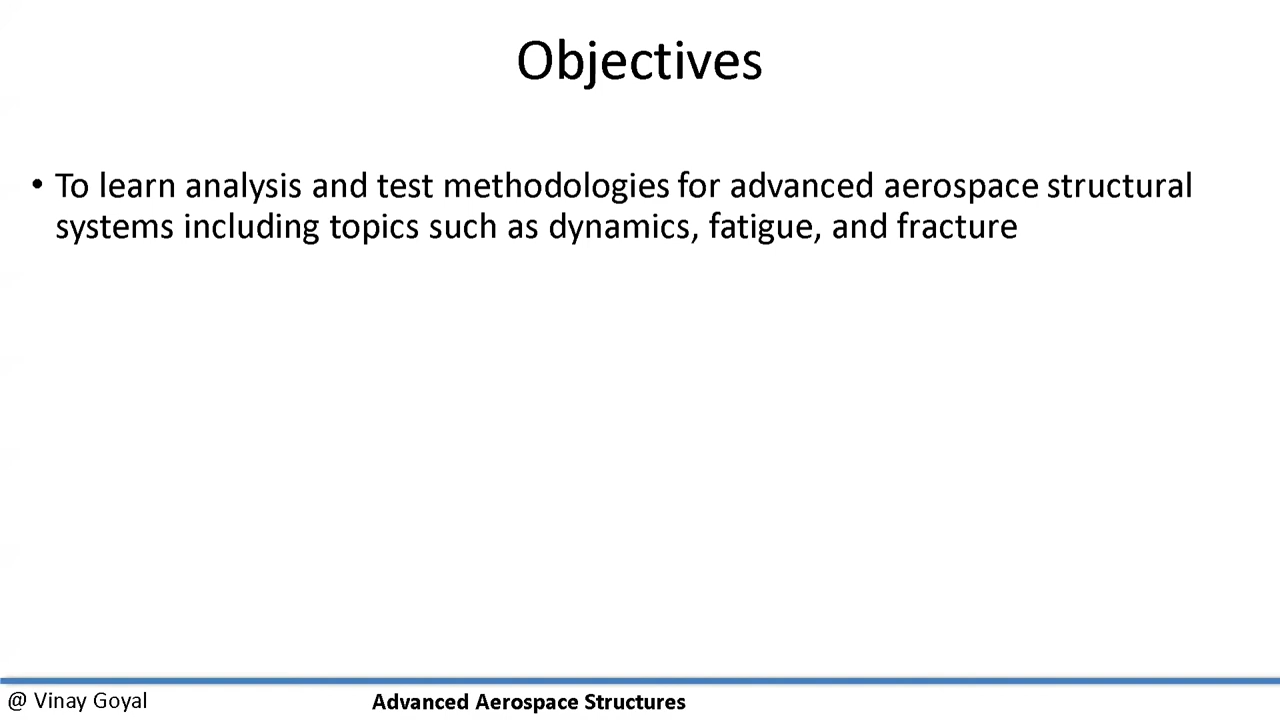 Objectives
• To learn analysis and test methodologies for advanced aerospace structural
systems including topics such as dynamics, fatigue, and fracture
@ Vinay Goyal
Advanced Aerospace Structures